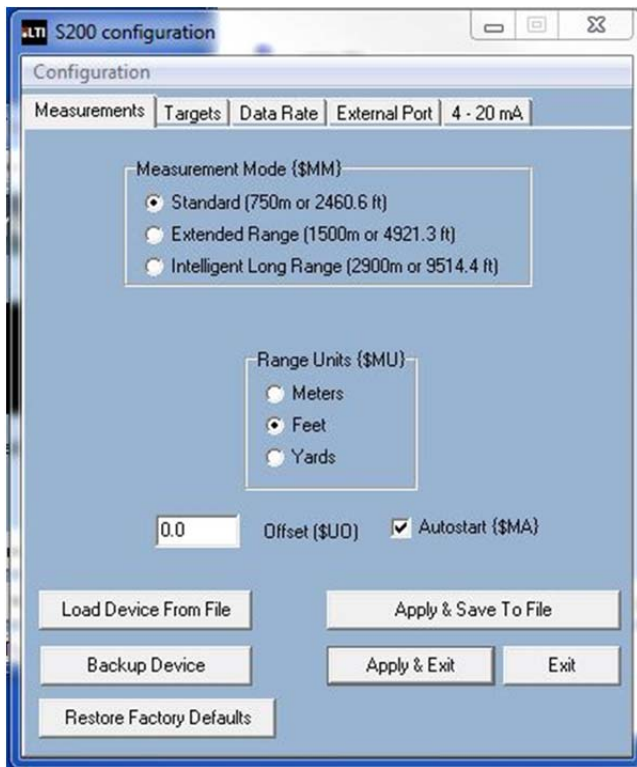 LTI S200 configuration
Configuration
Measurements Targets Data Rate External Port 4 - 20 mA
Measurement Mode {$MM}
Standard (750m or 2460.6 ft)
Extended Range (1500m or 4921.3 ft)
Intelligent Long Range (2900m or 9514.4 ft)
Range Units {$MU}
Meters
Feet
Yards
0.0 Offset {$UO} Autostart {$MA}
Load Device From File Apply & Save To File
Backup Device Apply & Exit Exit
Restore Factory Defaults